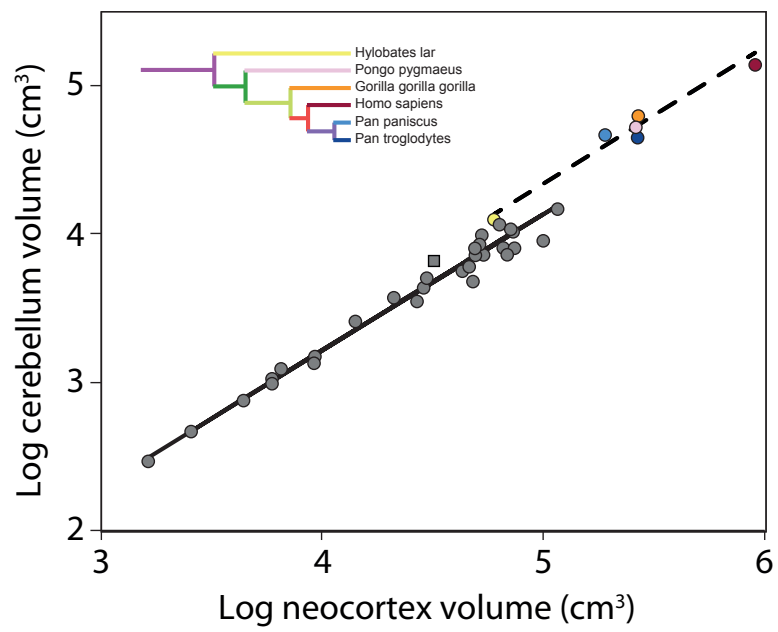 Hylobates lar
Pongo pygmaeus
Gorilla gorilla gorilla
Homo sapiens
Pan paniscus
Pan troglodytes
Log cerebellum volume (cm³)
5
4
3
2
3 4 5 6
Log neocortex volume (cm³)